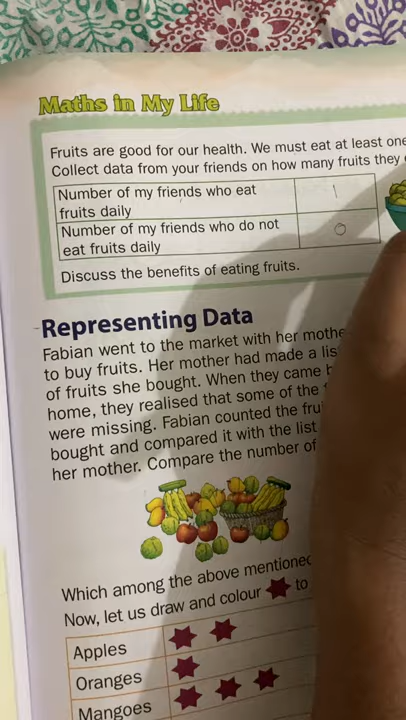 Maths in My Life
Fruits are good for our health. We must eat at least one
Collect data from your friends on how many fruits they
Number of my friends who eat
fruits daily
1
Number of my friends who do not
eat fruits daily
0
Discuss the benefits of eating fruits.
Representing Data
Fabian went to the market with her
to buy fruits. Her mother had made a
of fruits she bought. When they came
home, they realised that some of the
were missing. Fabian counted the
bought and compared it with the list
her mother. Compare the number of
Which among the above
Now, let us draw and colour to
Apples
Oranges
Mangoes